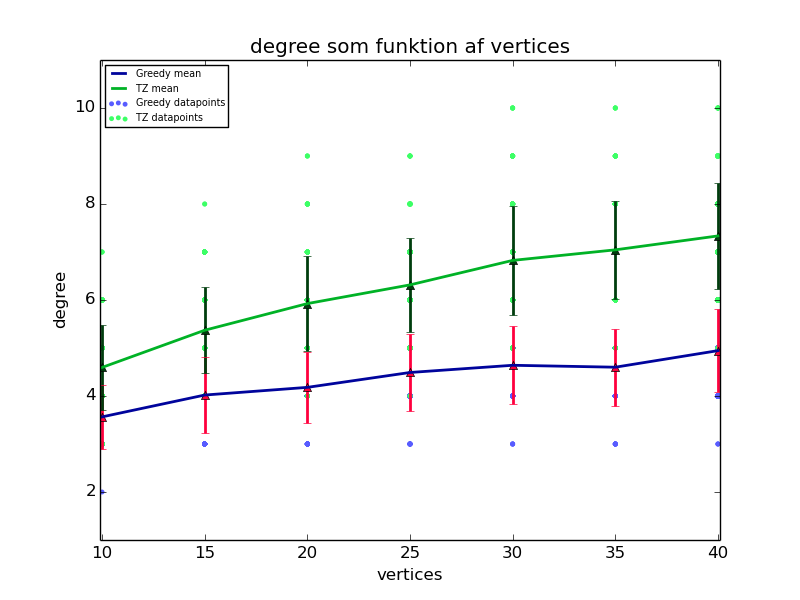 degree som funktion af vertices
Greedy mean
TZ mean
Greedy datapoints
TZ datapoints
10
8
6
4
2
degree
10 15 20 25 30 35 40
vertices